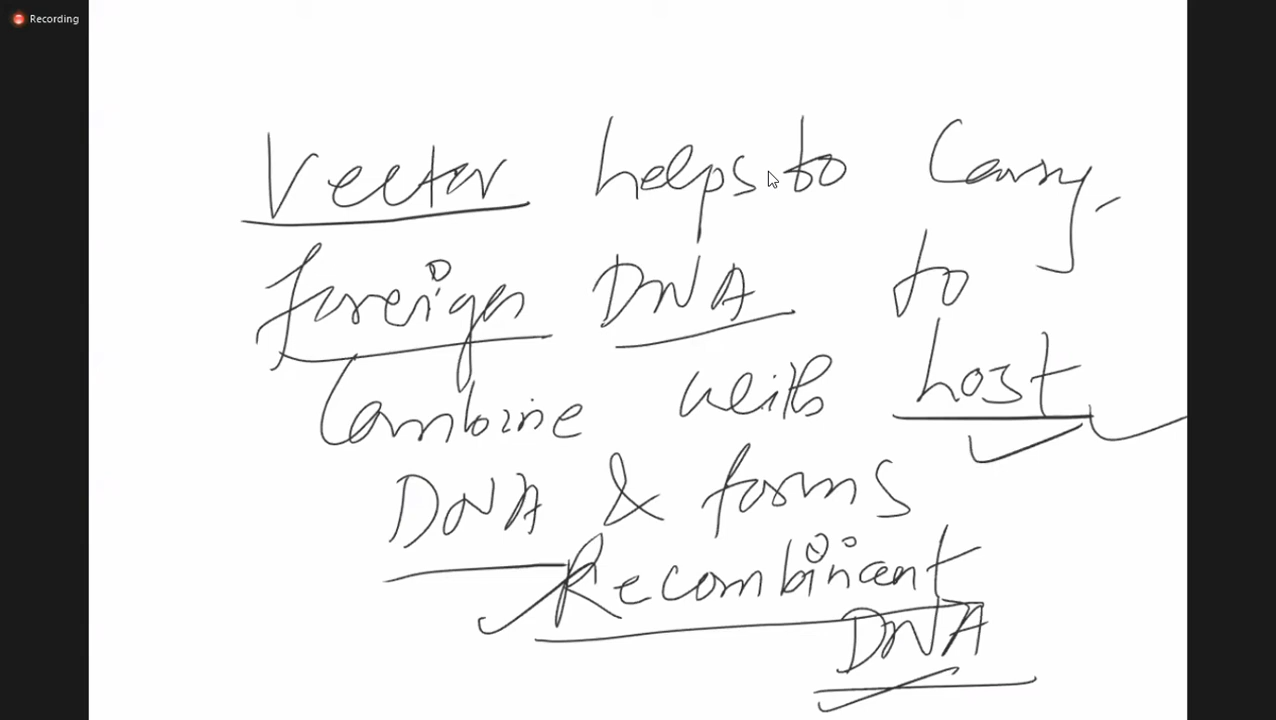 Recording
Vector helps to Carry
foreign DNA to
Combine with host
DNA & forms
Recombinant
DNA